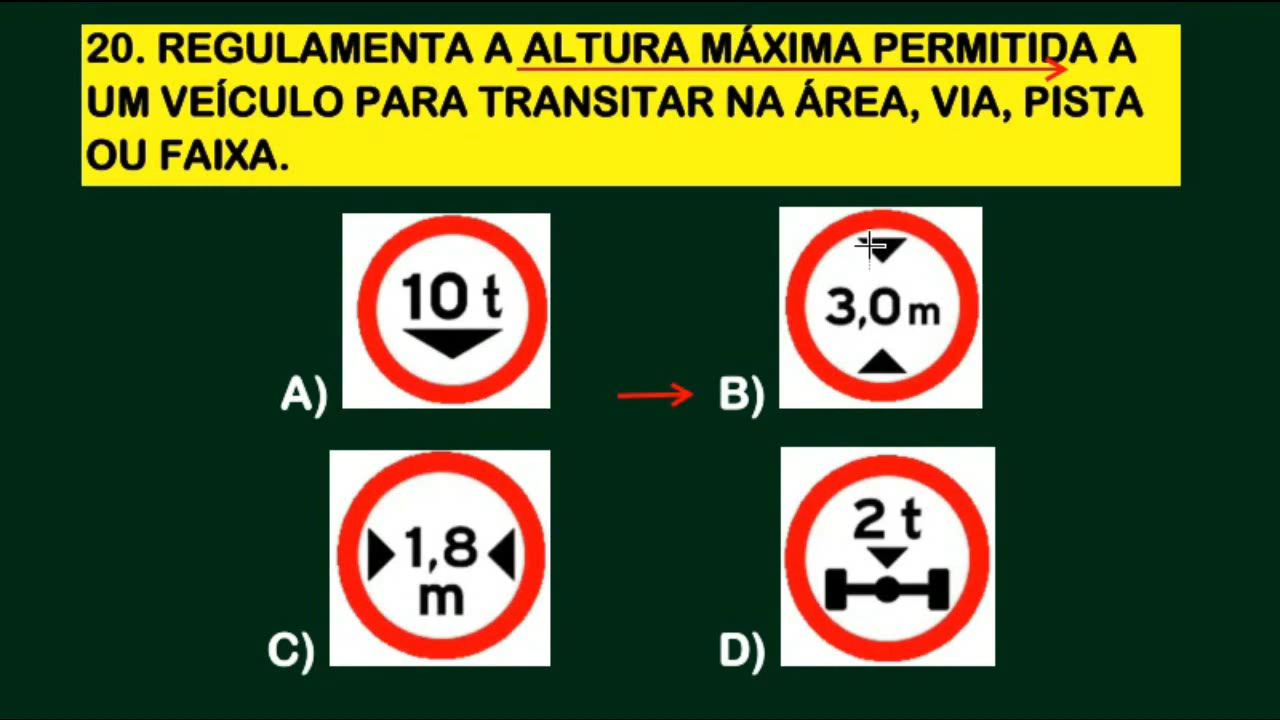 20. REGULAMENTA A ALTURA MÁXIMA PERMITIDA A
UM VEÍCULO PARA TRANSITAR NA ÁREA, VIA, PISTA
OU FAIXA.
10 t
A)
3,0 m
B)
1,8
m
C)
2 t
D)